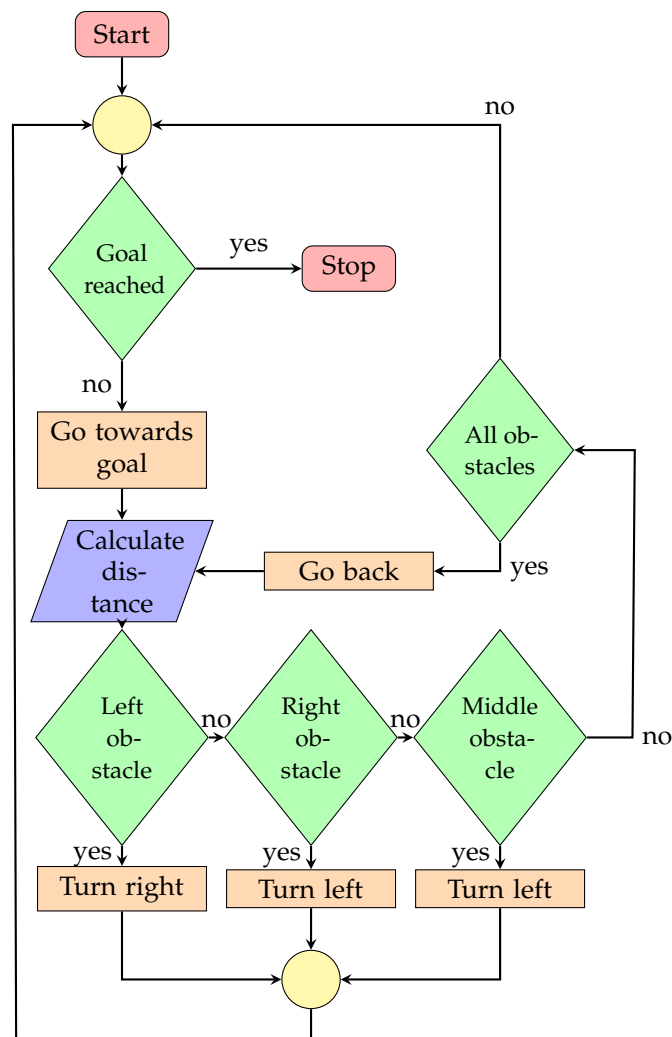 Start
no
Goal
reached
yes
Stop
no
Go towards
goal
All ob-
stacles
Calculate
dis-
tance
Go back
yes
Left
ob-
stacle
no
Right
ob-
stacle
no
Middle
obsta-
cle
no
yes
yes
yes
Turn right
Turn left
Turn left